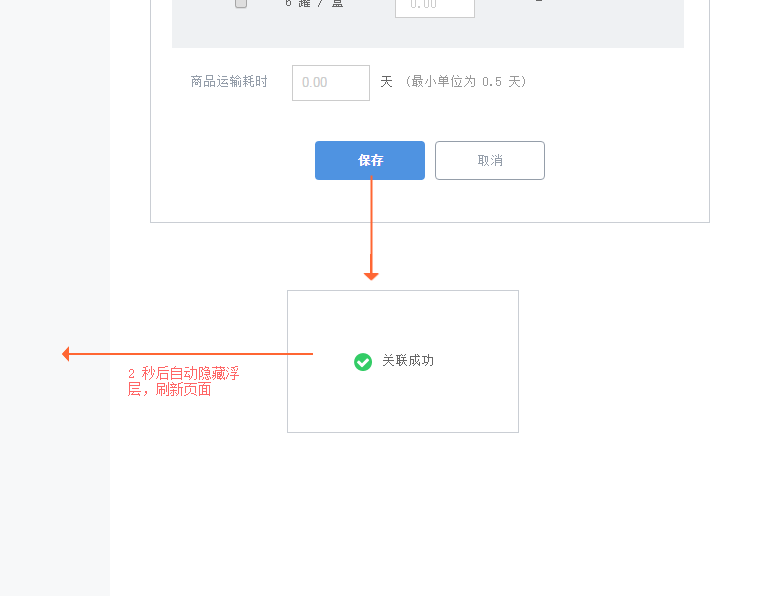 6 罐 / 盒 0.00
商品运输耗时 0.00 天 (最小单位为 0.5 天)
保存 取消
关联成功
2 秒后自动隐藏浮
层，刷新页面